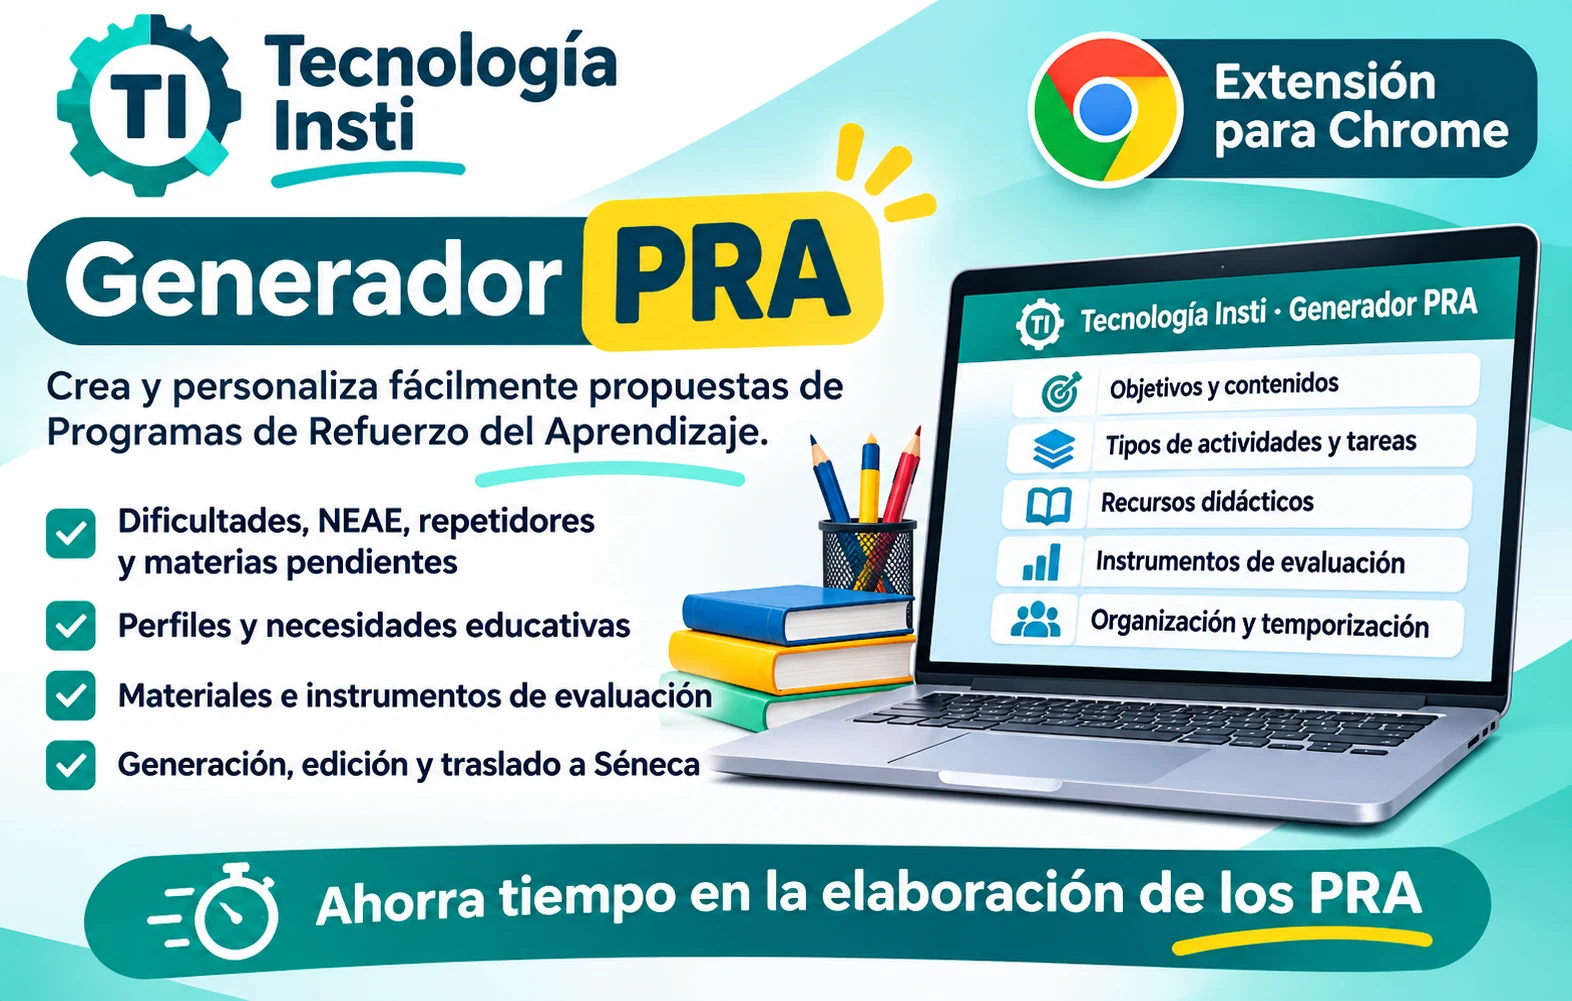 TI
Tecnología
Insti
Extensión
para Chrome
Generador PRA
Crea y personaliza fácilmente propuestas de
Programas de Refuerzo del Aprendizaje.
Dificultades, NEAE, repetidores
y materias pendientes
Perfiles y necesidades educativas
Materiales e instrumentos de evaluación
Generación, edición y traslado a Séneca
TI Tecnología Insti · Generador PRA
Objetivos y contenidos
Tipos de actividades y tareas
Recursos didácticos
Instrumentos de evaluación
Organización y temporización
Ahorra tiempo en la elaboración de los PRA